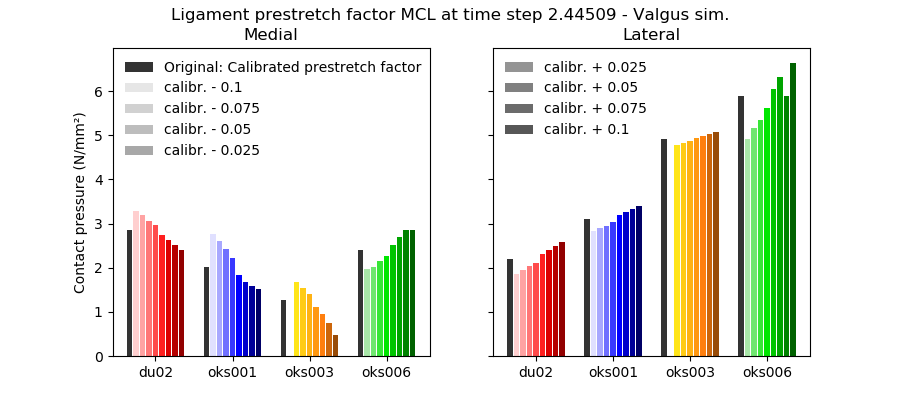 Ligament prestretch factor MCL at time step 2.44509 - Valgus sim.
Medial
Lateral
Contact pressure (N/mm²)
6
5
4
3
2
1
0
Original: Calibrated prestretch factor
calibr. - 0.1
calibr. - 0.075
calibr. - 0.05
calibr. - 0.025
calibr. + 0.025
calibr. + 0.05
calibr. + 0.075
calibr. + 0.1
du02
oks001
oks003
oks006
du02
oks001
oks003
oks006